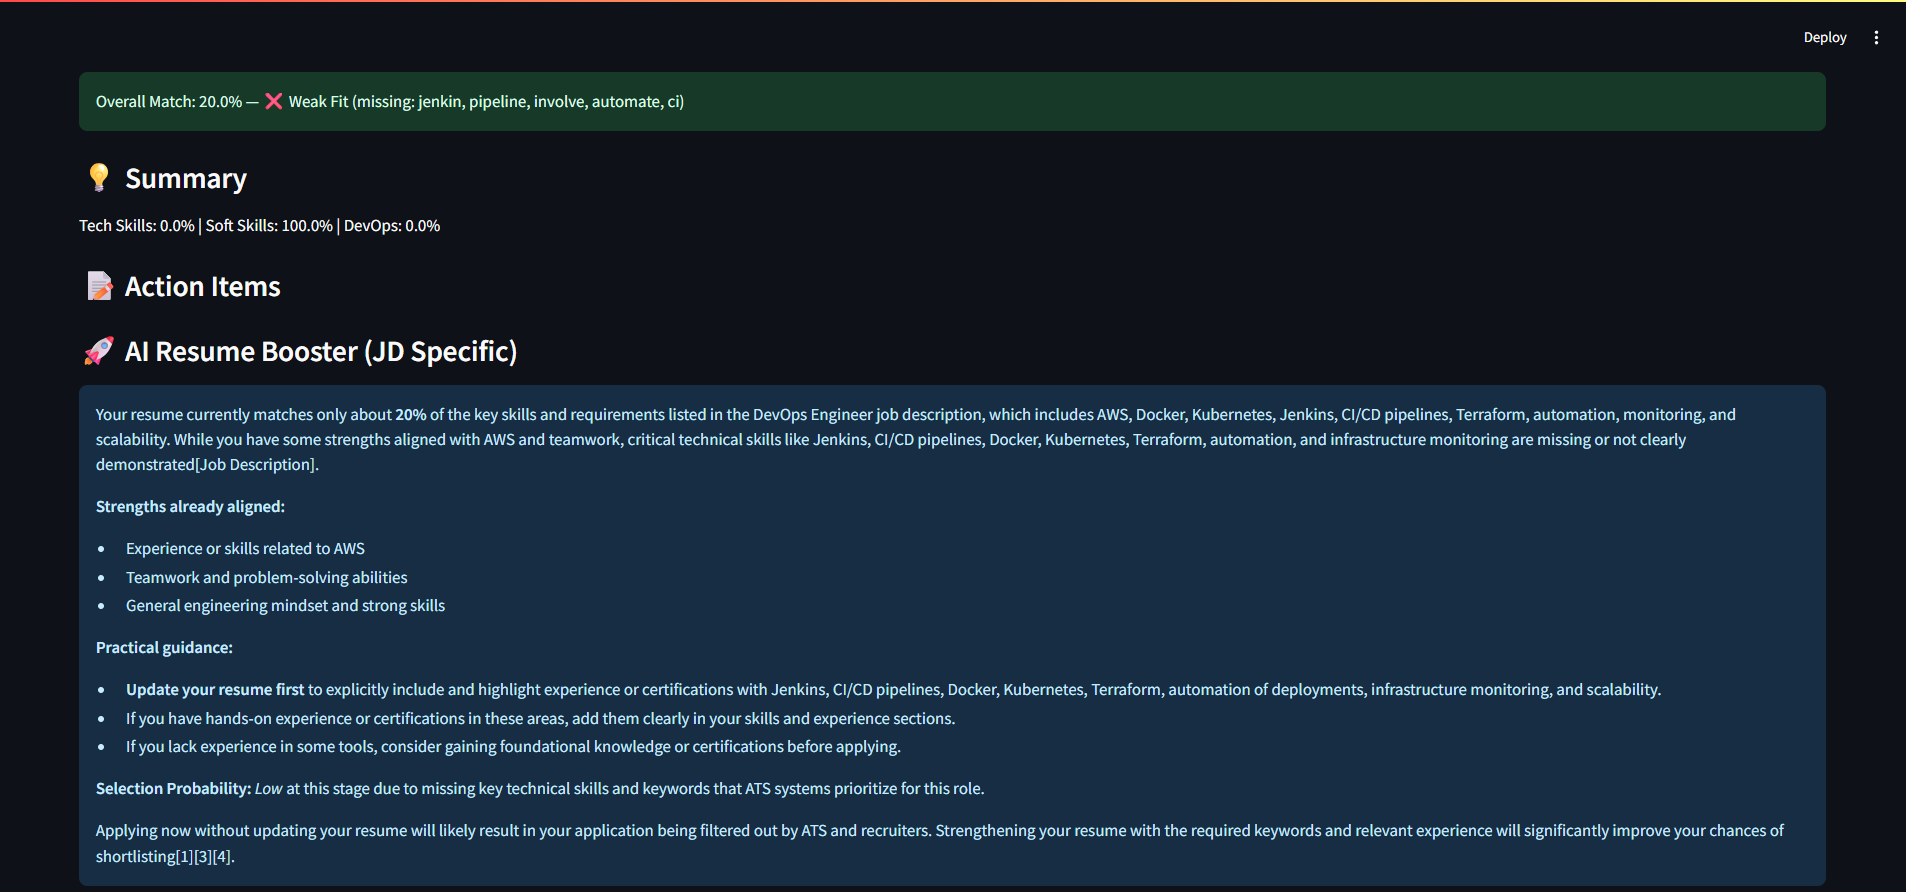 Deploy
Overall Match: 20.0% — ❌ Weak Fit (missing: jenkin, pipeline, involve, automate, ci)
💡 Summary
Tech Skills: 0.0% | Soft Skills: 100.0% | DevOps: 0.0%
📝 Action Items
🚀 AI Resume Booster (JD Specific)
Your resume currently matches only about 20% of the key skills and requirements listed in the DevOps Engineer job description, which includes AWS, Docker, Kubernetes, Jenkins, CI/CD pipelines, Terraform, automation, monitoring, and
scalability. While you have some strengths aligned with AWS and teamwork, critical technical skills like Jenkins, CI/CD pipelines, Docker, Kubernetes, Terraform, automation, and infrastructure monitoring are missing or not clearly
demonstrated[Job Description].
Strengths already aligned:
• Experience or skills related to AWS
• Teamwork and problem-solving abilities
• General engineering mindset and strong skills
Practical guidance:
• Update your resume first to explicitly include and highlight experience or certifications with Jenkins, CI/CD pipelines, Docker, Kubernetes, Terraform, automation of deployments, infrastructure monitoring, and scalability.
• If you have hands-on experience or certifications in these areas, add them clearly in your skills and experience sections.
• If you lack experience in some tools, consider gaining foundational knowledge or certifications before applying.
Selection Probability: Low at this stage due to missing key technical skills and keywords that ATS systems prioritize for this role.
Applying now without updating your resume will likely result in your application being filtered out by ATS and recruiters. Strengthening your resume with the required keywords and relevant experience will significantly improve your chances of
shortlisting[1][3][4].